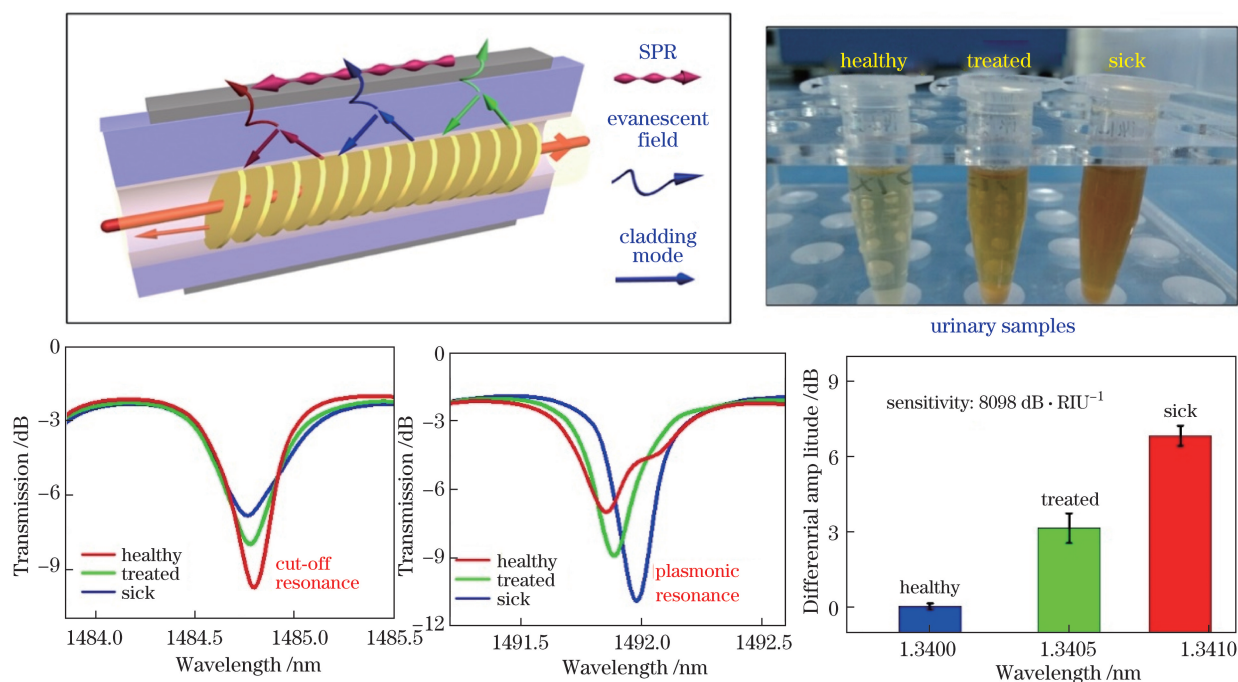 SPR
evanescent
field
cladding
mode
healthy treated sick
urinary samples
0
−3
−6
−9
Transmission /dB
healthy
treated
sick
cut-off
resonance
1484.0 1484.5 1485.0 1485.5
Wavelength /nm
0
−3
−6
−9
−12
Transmission /dB
healthy
treated
sick
plasmonic
resonance
1491.5 1492.0 1492.5
Wavelength /nm
9
6
3
0
Differenrial amp litude /dB
sensitivity: 8098 dB · RIU⁻¹
sick
treated
healthy
1.3400 1.3405 1.3410
Wavelength /nm